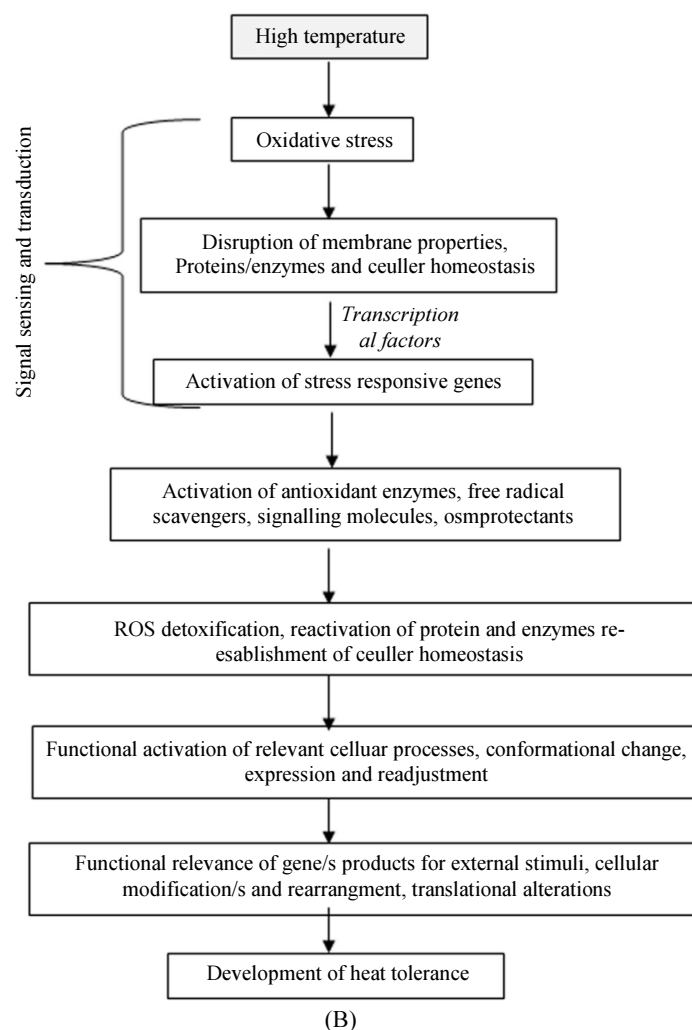 High temperature
Oxidative stress
Signal sensing and transduction
Disruption of membrane properties,
Proteins/enzymes and ceuller homeostasis
Transcription
al factors
Activation of stress responsive genes
Activation of antioxidant enzymes, free radical
scavengers, signalling molecules, osmprotectants
ROS detoxification, reactivation of protein and enzymes re-
esablishment of ceuller homeostasis
Functional activation of relevant celluar processes, conformational change,
expression and readjustment
Functional relevance of gene/s products for external stimuli, cellular
modification/s and rearrangment, translational alterations
Development of heat tolerance
(B)